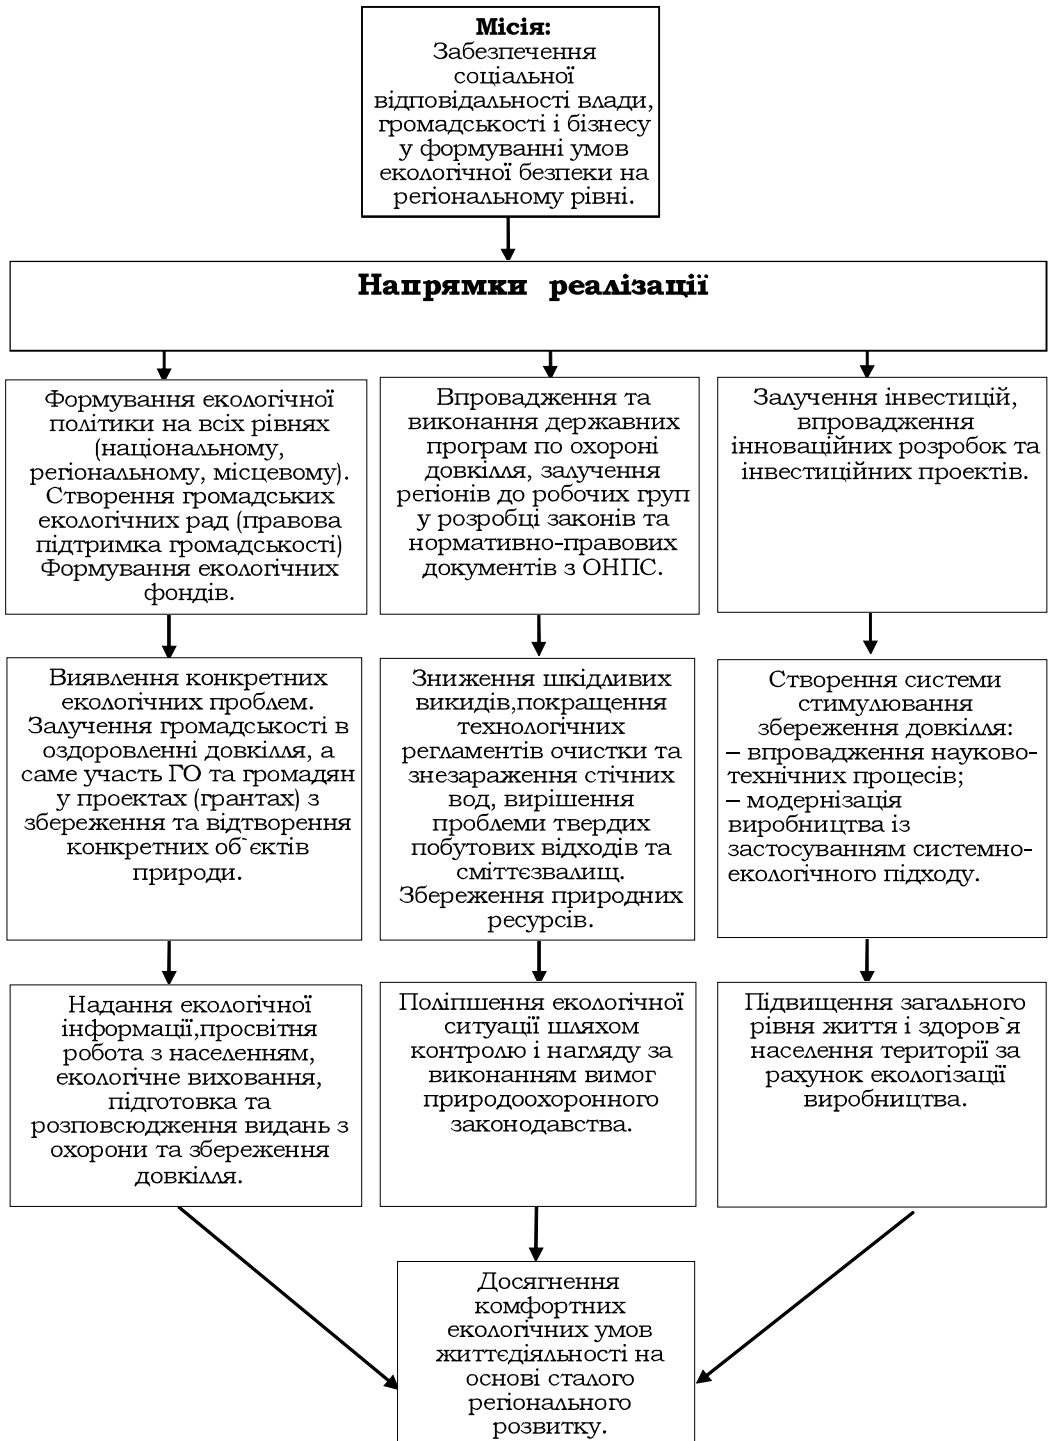 Місія:
Забезпечення
соціальної
відповідальності влади,
громадськості і бізнесу
у формуванні умов
екологічної безпеки на
регіональному рівні.
Напрямки реалізації
Формування екологічної
політики на всіх рівнях
(національному,
регіональному, місцевому).
Створення громадських
екологічних рад (правова
підтримка громадськості)
Формування екологічних
фондів.
Впровадження та
виконання державних
програм по охороні
довкілля, залучення
регіонів до робочих груп
у розробці законів та
нормативно-правових
документів з ОНПС.
Залучення інвестицій,
впровадження
інноваційних розробок та
інвестиційних проектів.
Виявлення конкретних
екологічних проблем.
Залучення громадськості в
оздоровленні довкілля, а
саме участь ГО та громадян
у проектах (грантах) з
збереження та відтворення
конкретних об`єктів
природи.
Зниження шкідливих
викидів,покращення
технологічних
регламентів очистки та
знезараження стічних
вод, вирішення
проблеми твердих
побутових відходів та
сміттєзвалищ.
Збереження природних
ресурсів.
Створення системи
стимулювання
збереження довкілля:
– впровадження науково-
технічних процесів;
– модернізація
виробництва із
застосуванням системно-
екологічного підходу.
Надання екологічної
інформації,просвітня
робота з населенням,
екологічне виховання,
підготовка та
розповсюдження видань з
охорони та збереження
довкілля.
Поліпшення екологічної
ситуації шляхом
контролю і нагляду за
виконанням вимог
природоохоронного
законодавства.
Підвищення загального
рівня життя і здоров`я
населення території за
рахунок екологізації
виробництва.
Досягнення
комфортних
екологічних умов
життєдіяльності на
основі сталого
регіонального
розвитку.